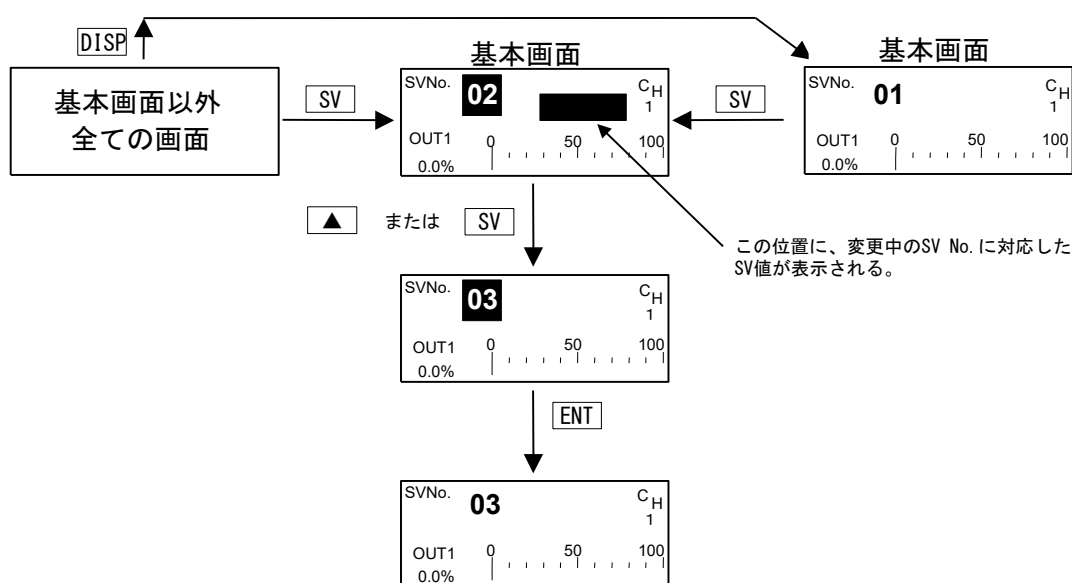 DISP
基本画面以外
全ての画面
SV
基本画面
SVNo. 02 CH
1
OUT1 0 50 100
0.0%
SV
基本画面
SVNo. 01 CH
1
OUT1 0 50 100
0.0%
▲ または SV
この位置に、変更中のSV No.に対応した
SV値が表示される。
SVNo. 03 CH
1
OUT1 0 50 100
0.0%
ENT
SVNo. 03 CH
1
OUT1 0 50 100
0.0%